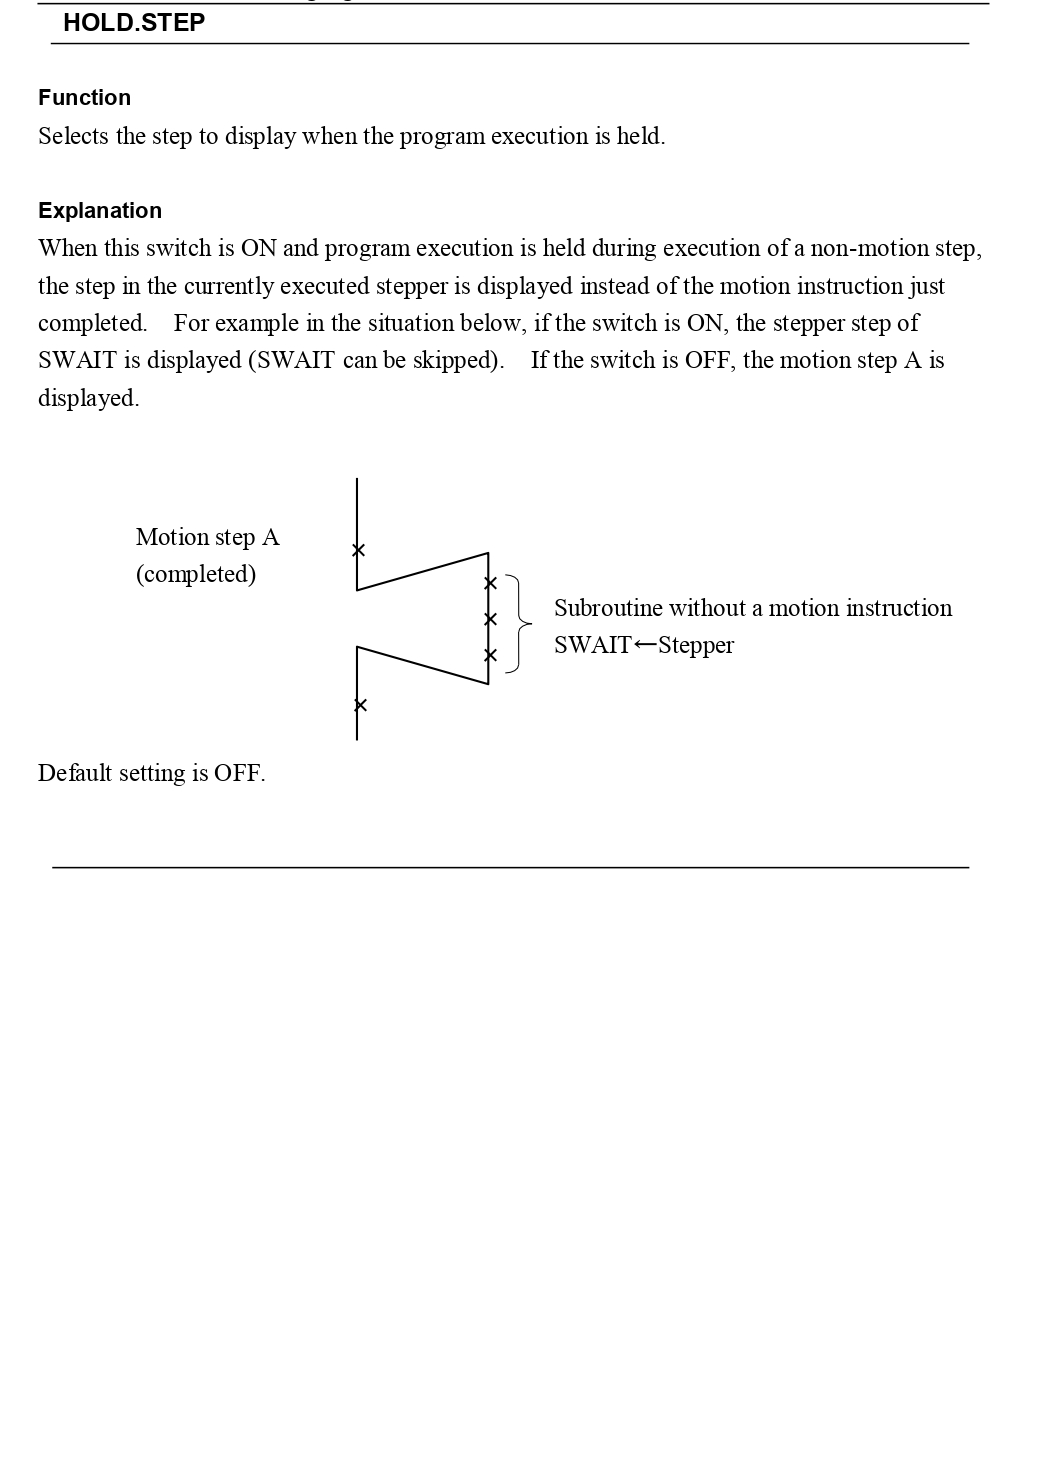 HOLD.STEP
Function
Selects the step to display when the program execution is held.
Explanation
When this switch is ON and program execution is held during execution of a non-motion step,
the step in the currently executed stepper is displayed instead of the motion instruction just
completed. For example in the situation below, if the switch is ON, the stepper step of
SWAIT is displayed (SWAIT can be skipped). If the switch is OFF, the motion step A is
displayed.
Motion step A
(completed)
Subroutine without a motion instruction
SWAIT←Stepper
Default setting is OFF.